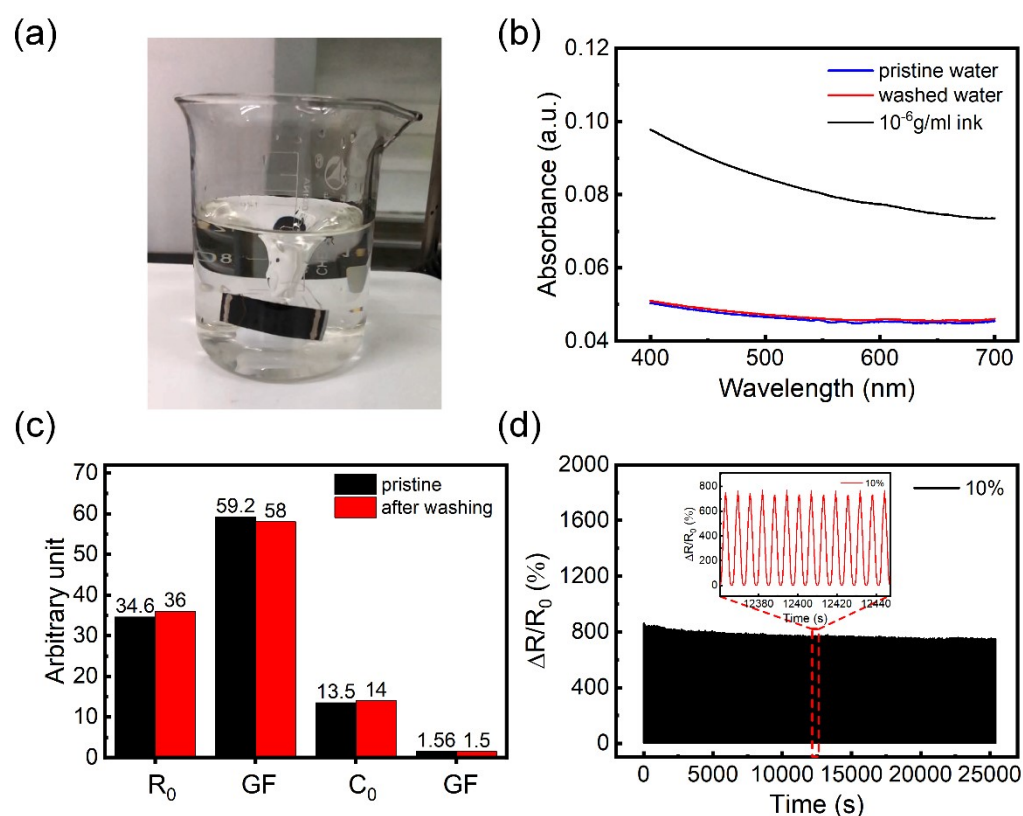 (a)
(b)
0.12
0.10
0.08
0.06
0.04
Absorbance (a.u.)
pristine water
washed water
10⁻⁶g/ml ink
400
500
600
700
Wavelength (nm)
(c)
70
60
50
40
30
20
10
0
Arbitrary unit
pristine
after washing
34.6
36
59.2
58
13.5
14
1.56
1.5
R₀
GF
C₀
GF
(d)
2000
1600
1200
800
400
0
ΔR/R₀ (%)
10%
800
600
400
200
0
ΔR/R₀ (%)
10%
12380
12400
12420
12440
Time (s)
0
5000
10000
15000
20000
25000
Time (s)